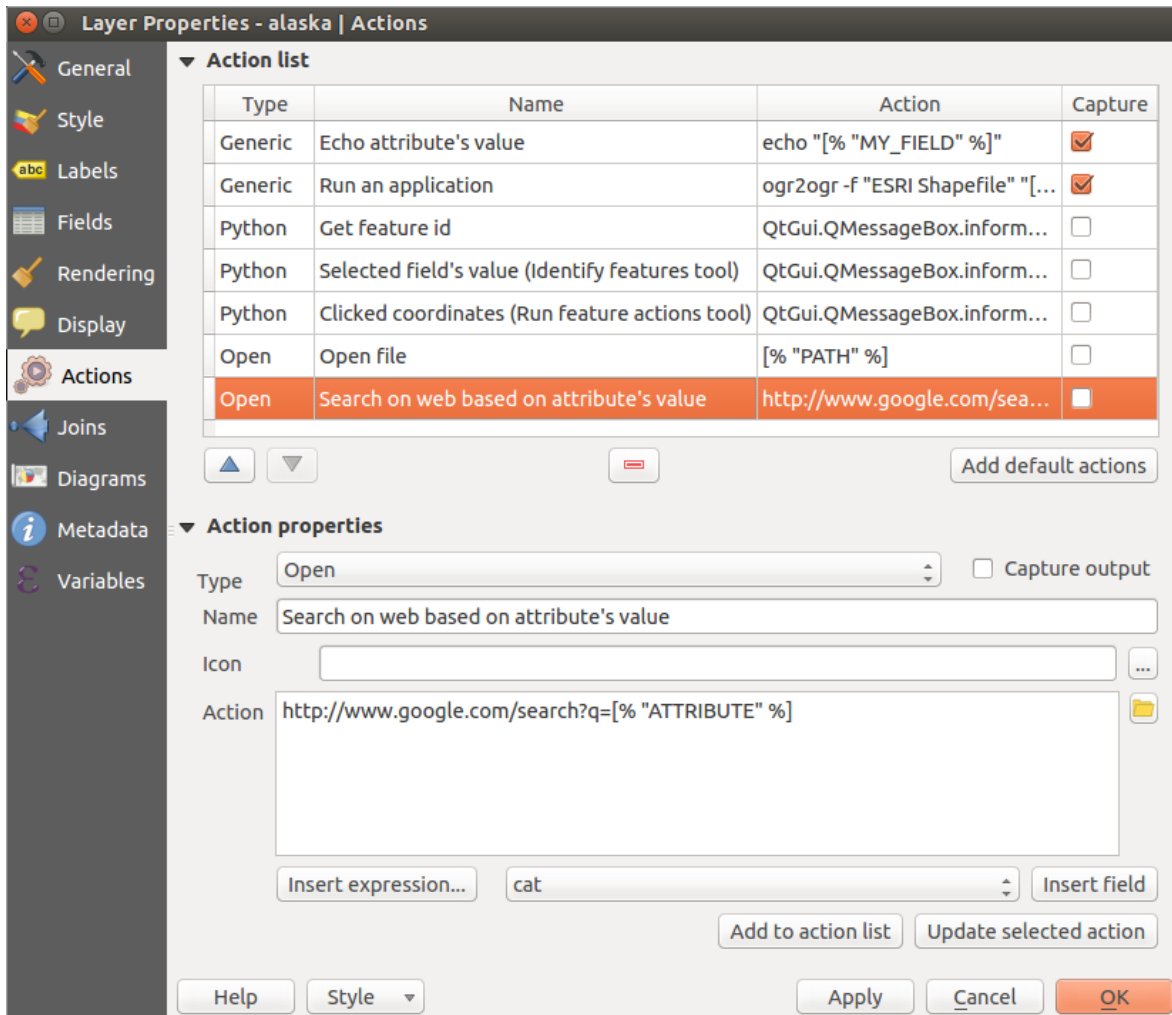 Layer Properties - alaska | Actions
General
Style
abc Labels
Fields
Rendering
Display
Actions
Joins
Diagrams
Metadata
Variables
Action list
Type Name Action Capture
Generic Echo attribute's value echo "[% "MY_FIELD" %]"
Generic Run an application ogr2ogr -f "ESRI Shapefile" "[...
Python Get feature id QtGui.QMessageBox.inform...
Python Selected field's value (Identify features tool) QtGui.QMessageBox.inform...
Python Clicked coordinates (Run feature actions tool) QtGui.QMessageBox.inform...
Open Open file [% "PATH" %]
Open Search on web based on attribute's value http://www.google.com/sea...
Add default actions
Action properties
Type Open Capture output
Name Search on web based on attribute's value
Icon ...
Action http://www.google.com/search?q=[% "ATTRIBUTE" %]
Insert expression... cat Insert field
Add to action list Update selected action
Help Style Apply Cancel OK